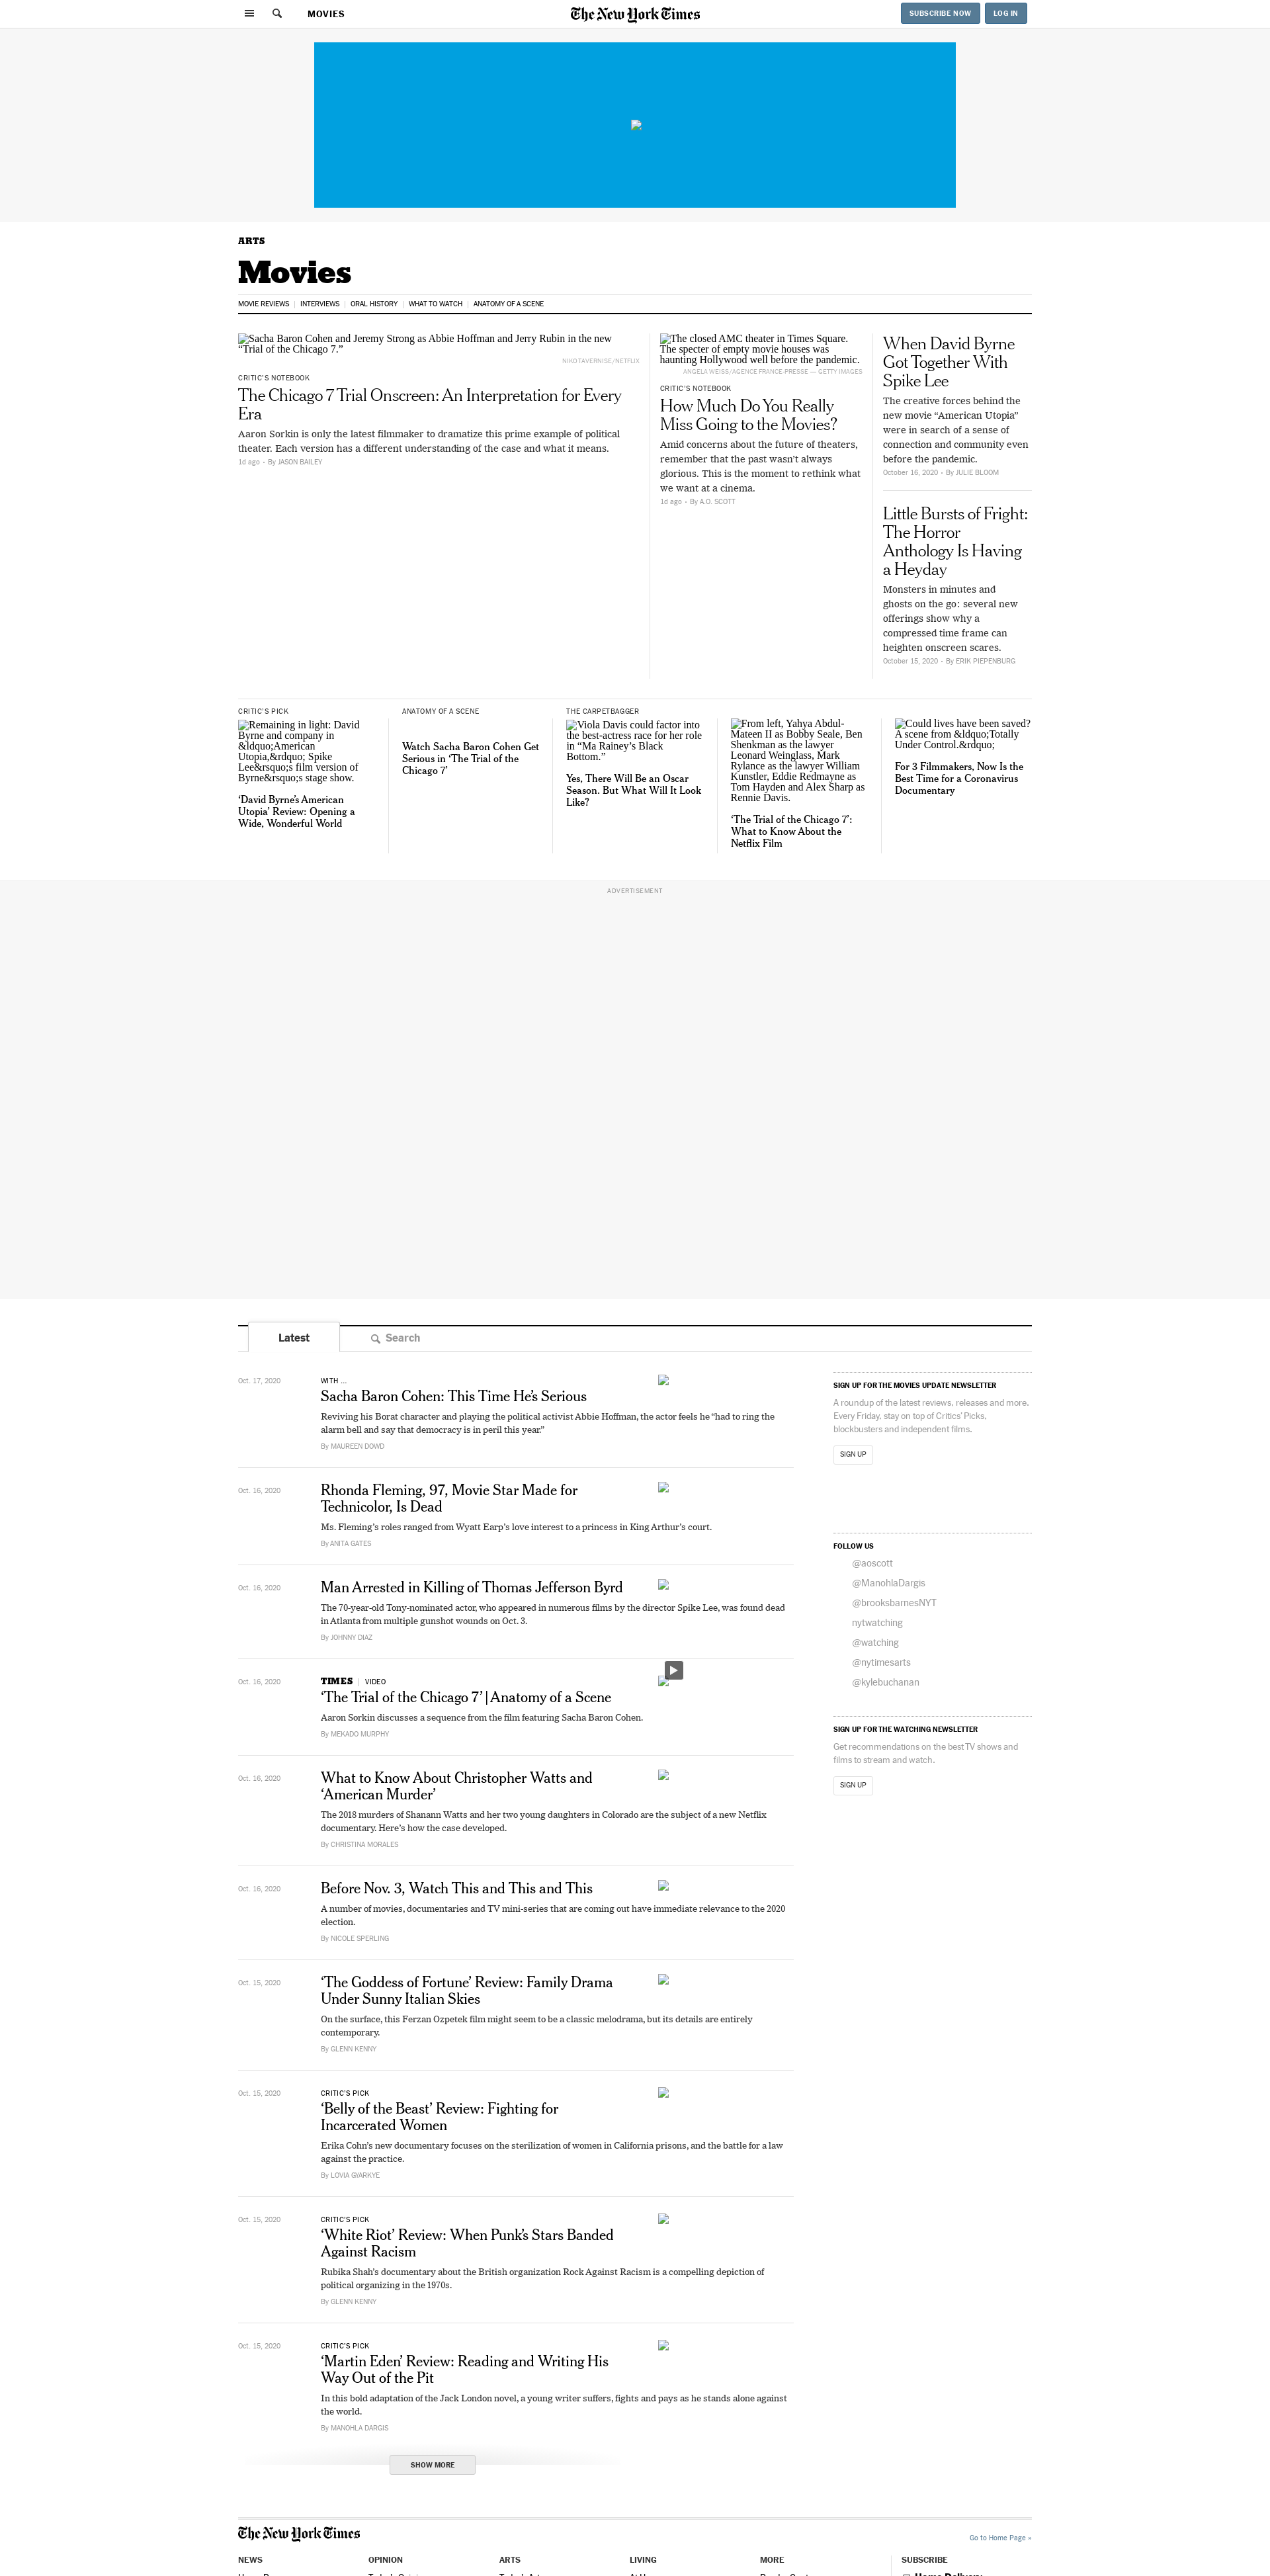 MOVIES
The New York Times
SUBSCRIBE NOW
LOG IN
ARTS
Movies
MOVIE REVIEWS
INTERVIEWS
ORAL HISTORY
WHAT TO WATCH
ANATOMY OF A SCENE
Sacha Baron Cohen and Jeremy Strong as Abbie Hoffman and Jerry Rubin in the new
“Trial of the Chicago 7.”
NIKO TAVERNISE/NETFLIX
CRITIC’S NOTEBOOK
The Chicago 7 Trial Onscreen: An Interpretation for Every
Era
Aaron Sorkin is only the latest filmmaker to dramatize this prime example of political
theater. Each version has a different understanding of the case and what it means.
1d ago • By JASON BAILEY
The closed AMC theater in Times Square.
The specter of empty movie houses was
haunting Hollywood well before the pandemic.
ANGELA WEISS/AGENCE FRANCE-PRESSE — GETTY IMAGES
CRITIC’S NOTEBOOK
How Much Do You Really
Miss Going to the Movies?
Amid concerns about the future of theaters,
remember that the past wasn’t always
glorious. This is the moment to rethink what
we want at a cinema.
1d ago • By A.O. SCOTT
When David Byrne
Got Together With
Spike Lee
The creative forces behind the
new movie “American Utopia”
were in search of a sense of
connection and community even
before the pandemic.
October 16, 2020 • By JULIE BLOOM
Little Bursts of Fright:
The Horror
Anthology Is Having
a Heyday
Monsters in minutes and
ghosts on the go: several new
offerings show why a
compressed time frame can
heighten onscreen scares.
October 15, 2020 • By ERIK PIEPENBURG
CRITIC’S PICK
Remaining in light: David
Byrne and company in
&ldquo;American
Utopia,&rdquo; Spike
Lee&rsquo;s film version of
Byrne&rsquo;s stage show.
‘David Byrne’s American
Utopia’ Review: Opening a
Wide, Wonderful World
ANATOMY OF A SCENE
Watch Sacha Baron Cohen Get
Serious in ‘The Trial of the
Chicago 7’
THE CARPETBAGGER
Viola Davis could factor into
the best-actress race for her role
in “Ma Rainey’s Black
Bottom.”
Yes, There Will Be an Oscar
Season. But What Will It Look
Like?
From left, Yahya Abdul-
Mateen II as Bobby Seale, Ben
Shenkman as the lawyer
Leonard Weinglass, Mark
Rylance as the lawyer William
Kunstler, Eddie Redmayne as
Tom Hayden and Alex Sharp as
Rennie Davis.
‘The Trial of the Chicago 7’:
What to Know About the
Netflix Film
Could lives have been saved?
A scene from &ldquo;Totally
Under Control.&rdquo;
For 3 Filmmakers, Now Is the
Best Time for a Coronavirus
Documentary
ADVERTISEMENT
Latest
Search
Oct. 17, 2020
WITH ...
Sacha Baron Cohen: This Time He’s Serious
Reviving his Borat character and playing the political activist Abbie Hoffman, the actor feels he “had to ring the
alarm bell and say that democracy is in peril this year.”
By MAUREEN DOWD
Oct. 16, 2020
Rhonda Fleming, 97, Movie Star Made for
Technicolor, Is Dead
Ms. Fleming’s roles ranged from Wyatt Earp’s love interest to a princess in King Arthur’s court.
By ANITA GATES
Oct. 16, 2020
Man Arrested in Killing of Thomas Jefferson Byrd
The 70-year-old Tony-nominated actor, who appeared in numerous films by the director Spike Lee, was found dead
in Atlanta from multiple gunshot wounds on Oct. 3.
By JOHNNY DIAZ
Oct. 16, 2020
TIMES | VIDEO
‘The Trial of the Chicago 7’ | Anatomy of a Scene
Aaron Sorkin discusses a sequence from the film featuring Sacha Baron Cohen.
By MEKADO MURPHY
Oct. 16, 2020
What to Know About Christopher Watts and
‘American Murder’
The 2018 murders of Shanann Watts and her two young daughters in Colorado are the subject of a new Netflix
documentary. Here’s how the case developed.
By CHRISTINA MORALES
Oct. 16, 2020
Before Nov. 3, Watch This and This and This
A number of movies, documentaries and TV mini-series that are coming out have immediate relevance to the 2020
election.
By NICOLE SPERLING
Oct. 15, 2020
‘The Goddess of Fortune’ Review: Family Drama
Under Sunny Italian Skies
On the surface, this Ferzan Ozpetek film might seem to be a classic melodrama, but its details are entirely
contemporary.
By GLENN KENNY
Oct. 15, 2020
CRITIC’S PICK
‘Belly of the Beast’ Review: Fighting for
Incarcerated Women
Erika Cohn’s new documentary focuses on the sterilization of women in California prisons, and the battle for a law
against the practice.
By LOVIA GYARKYE
Oct. 15, 2020
CRITIC’S PICK
‘White Riot’ Review: When Punk’s Stars Banded
Against Racism
Rubika Shah’s documentary about the British organization Rock Against Racism is a compelling depiction of
political organizing in the 1970s.
By GLENN KENNY
Oct. 15, 2020
CRITIC’S PICK
‘Martin Eden’ Review: Reading and Writing His
Way Out of the Pit
In this bold adaptation of the Jack London novel, a young writer suffers, fights and pays as he stands alone against
the world.
By MANOHLA DARGIS
SHOW MORE
SIGN UP FOR THE MOVIES UPDATE NEWSLETTER
A roundup of the latest reviews, releases and more.
Every Friday, stay on top of Critics’ Picks,
blockbusters and independent films.
SIGN UP
FOLLOW US
@aoscott
@ManohlaDargis
@brooksbarnesNYT
nytwatching
@watching
@nytimesarts
@kylebuchanan
SIGN UP FOR THE WATCHING NEWSLETTER
Get recommendations on the best TV shows and
films to stream and watch.
SIGN UP
The New York Times
Go to Home Page »
NEWS
OPINION
ARTS
LIVING
MORE
SUBSCRIBE